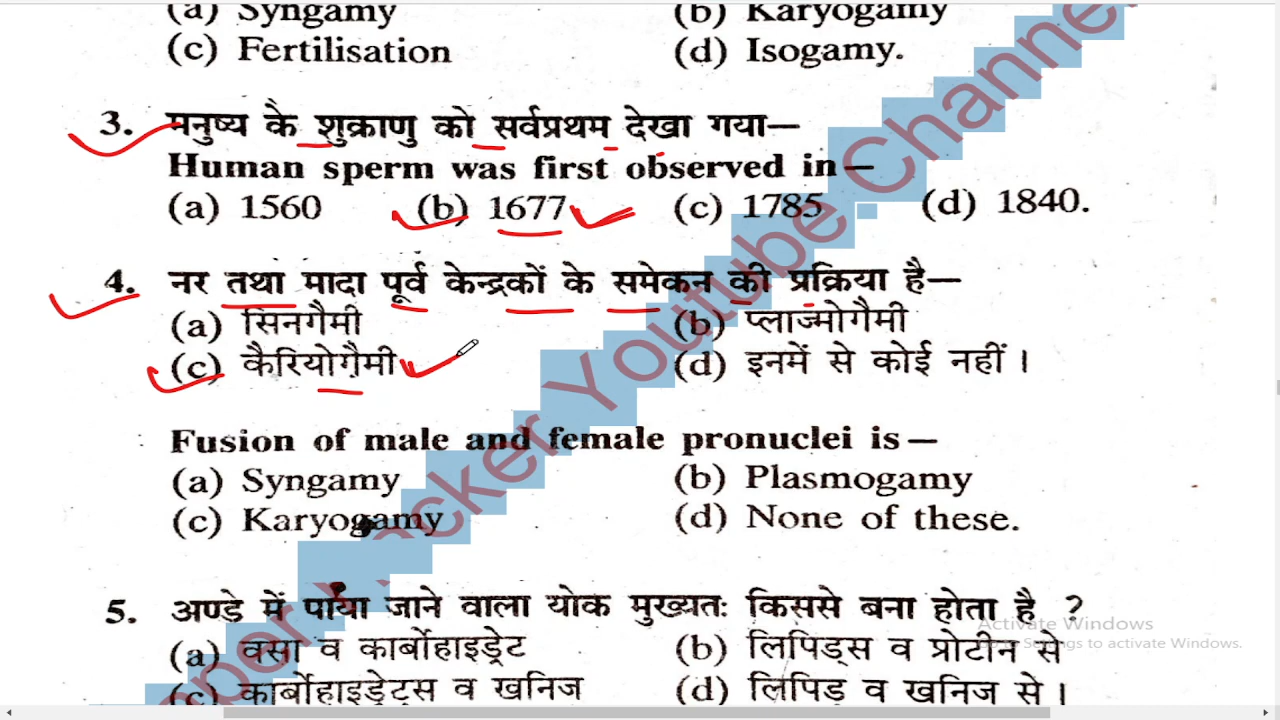 (a) Syngamy (b) Karyogamy
(c) Fertilisation (d) Isogamy.
3. मनुष्य के शुक्राणु को सर्वप्रथम देखा गया—
Human sperm was first observed in—
(a) 1560 (b) 1677 (c) 1785 (d) 1840.
4. नर तथा मादा पूर्व केन्द्रकों के समेकन की प्रक्रिया है—
(a) सिनगैमी (b) प्लाज्मोगैमी
(c) कैरियोगैमी (d) इनमें से कोई नहीं ।
Fusion of male and female pronuclei is—
(a) Syngamy (b) Plasmogamy
(c) Karyogamy (d) None of these.
5. अण्डे में पाया जाने वाला योक मुख्यतः किससे बना होता है ?
(a) वसा व कार्बोहाइड्रेट (b) लिपिड्स व प्रोटीन से
(c) कार्बोहाइड्रेट्स व खनिज (d) लिपिड व खनिज से ।
Youtube Channel
Activate Windows
to activate Windows.